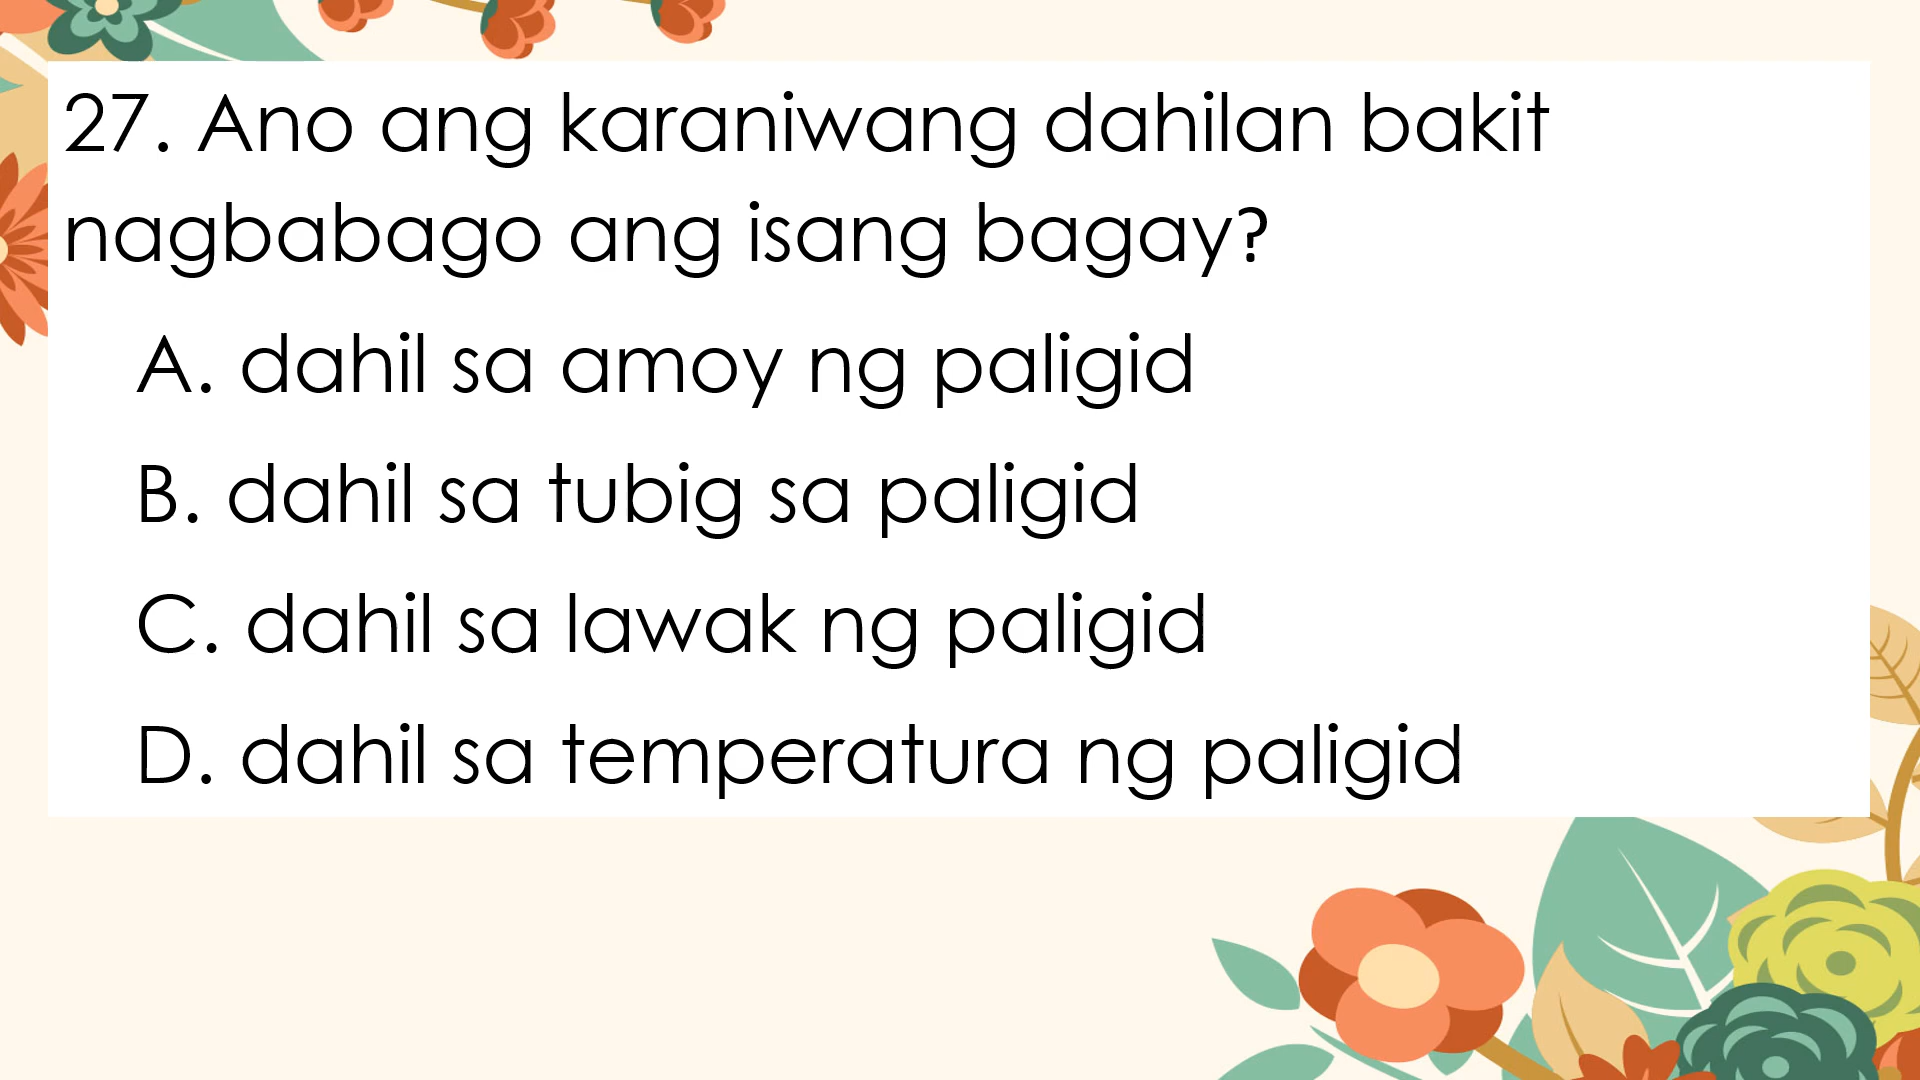 27. Ano ang karaniwang dahilan bakit
nagbabago ang isang bagay?
A. dahil sa amoy ng paligid
B. dahil sa tubig sa paligid
C. dahil sa lawak ng paligid
D. dahil sa temperatura ng paligid